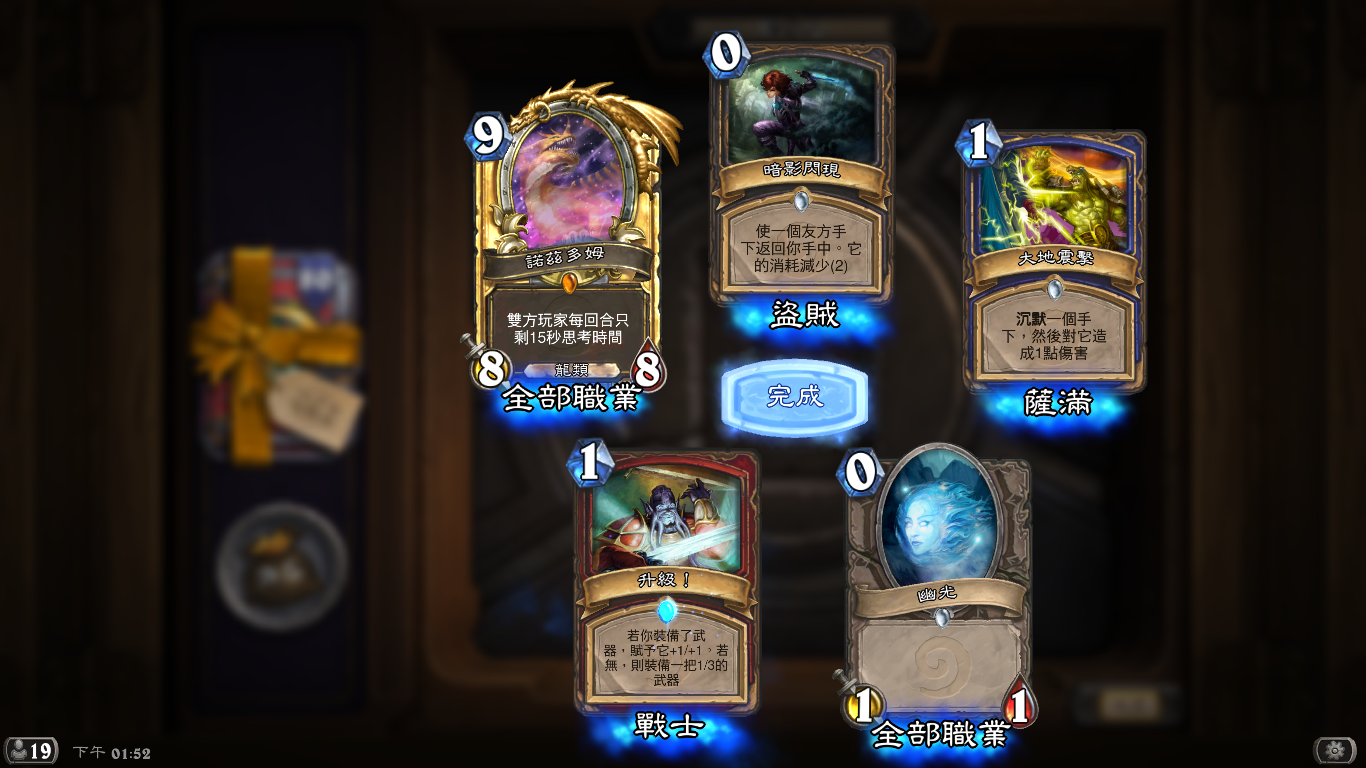 0
暗影閃現
使一個友方手
下返回你手中。它
的消耗減少(2)
盜賊
9
諾茲多姆
雙方玩家每回合只
剩15秒思考時間
8
龍類
8
全部職業
1
大地震擊
沉默一個手
下，然後對它造
成1點傷害
薩滿
完成
1
升級！
若你裝備了武
器，賦予它+1/+1。若
無，則裝備一把1/3的
武器
戰士
0
幽光
1
1
全部職業
19
下午 01:52